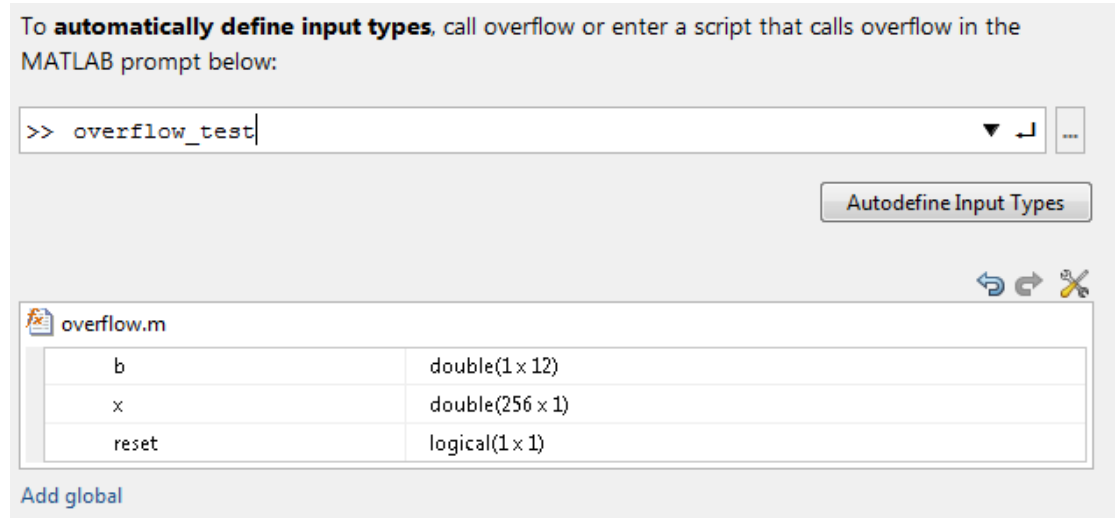 To automatically define input types, call overflow or enter a script that calls overflow in the
MATLAB prompt below:
>> overflow_test
...
Autodefine Input Types
overflow.m
b double(1 x 12)
x double(256 x 1)
reset logical(1 x 1)
Add global